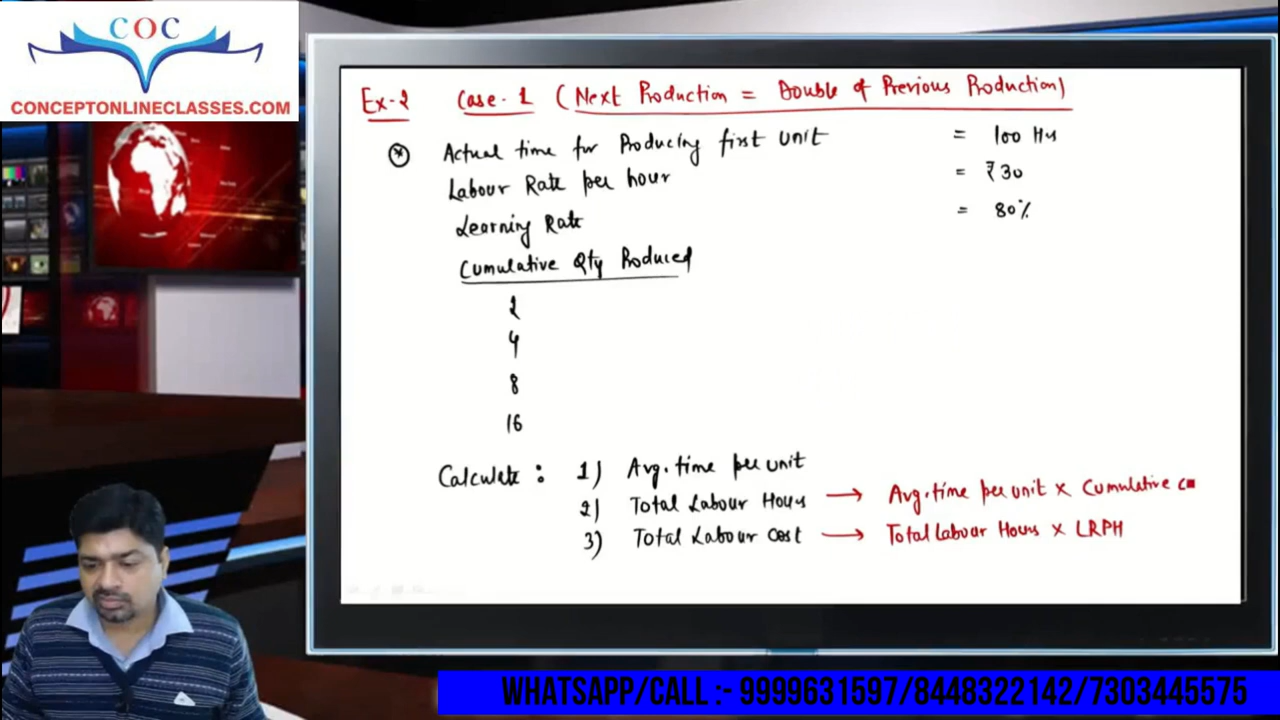 COC
CONCEPTONLINECLASSES.COM
Ex-2 Case-1 (Next Production = Double of Previous Production)
* Actual time for Producing first unit = 100 Hrs
Labour Rate per hour = ₹30
Learning Rate = 80%
Cumulative Qty Produced
2
4
8
16
Calculate : 1) Avg. time per unit
2) Total Labour Hours → Avg. time per unit x Cumulative
3) Total Labour Cost → Total Labour Hours x LRPH
WHATSAPP/CALL :- 9999631597/8448322142/7303445575